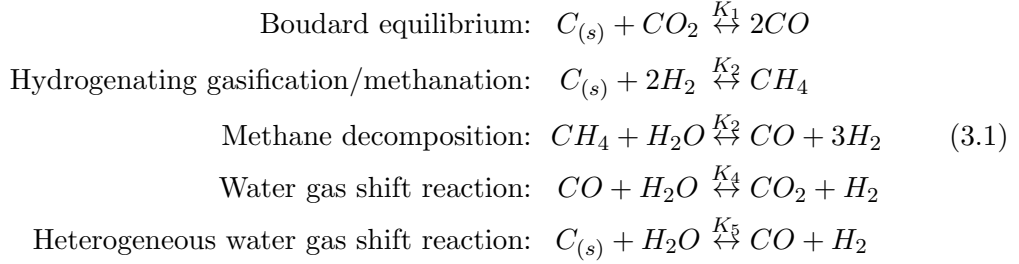 Boudard equilibrium: C(s) + CO2 K1↔ 2CO
Hydrogenating gasification/methanation: C(s) + 2H2 K2↔ CH4
Methane decomposition: CH4 + H2O K2↔ CO + 3H2 (3.1)
Water gas shift reaction: CO + H2O K4↔ CO2 + H2
Heterogeneous water gas shift reaction: C(s) + H2O K5↔ CO + H2